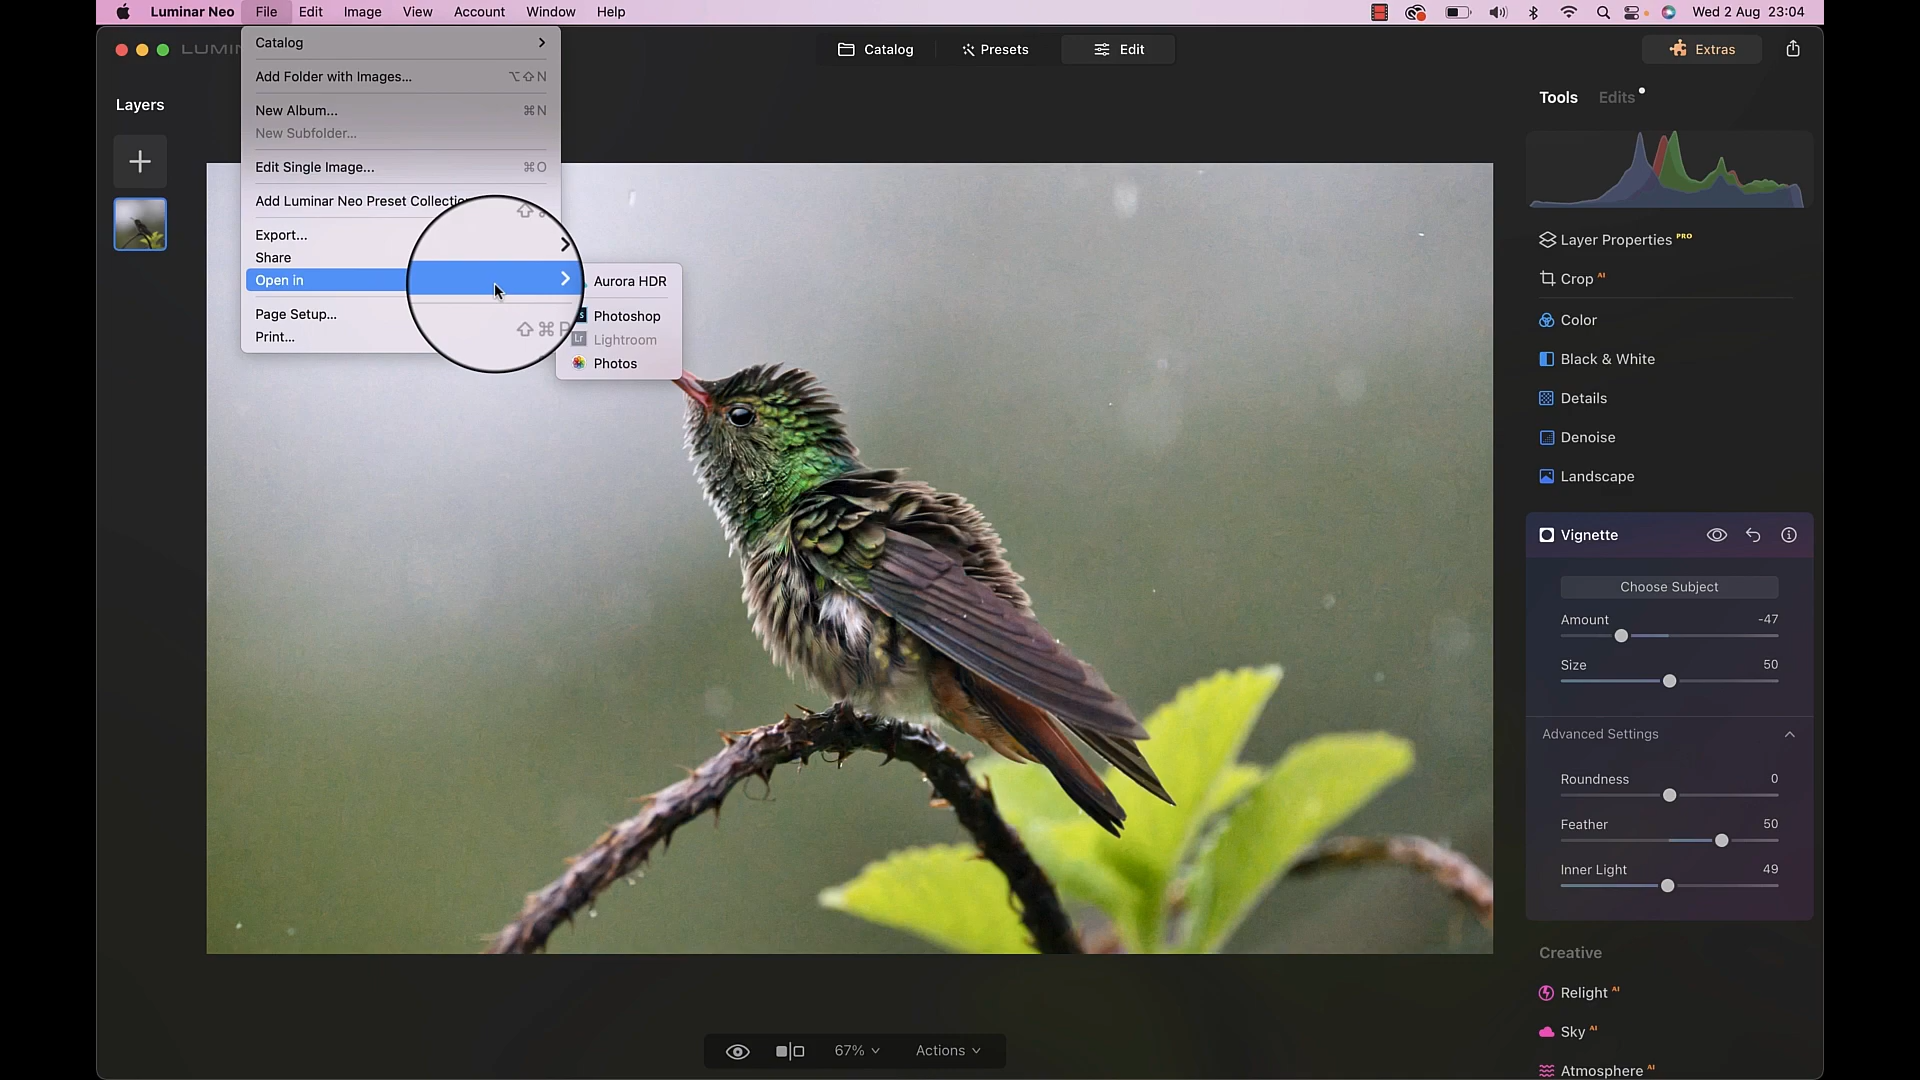 Luminar Neo File Edit Image View Account Window Help Wed 2 Aug 23:04
LUMIN
Catalog Presets Edit Extras
Layers
Catalog
Add Folder with Images... ⌥⇧N
New Album... ⌘N
New Subfolder...
Edit Single Image... ⌘O
Add Luminar Neo Preset Collectio
Export...
Share
Open in
Page Setup... ⇧⌘P
Print...
Aurora HDR
Photoshop
Lr Lightroom
Photos
Tools Edits
Layer Properties PRO
Crop AI
Color
Black & White
Details
Denoise
Landscape
Vignette
Choose Subject
Amount -47
Size 50
Advanced Settings
Roundness 0
Feather 50
Inner Light 49
Creative
Relight AI
Sky AI
Atmosphere AI
67% Actions